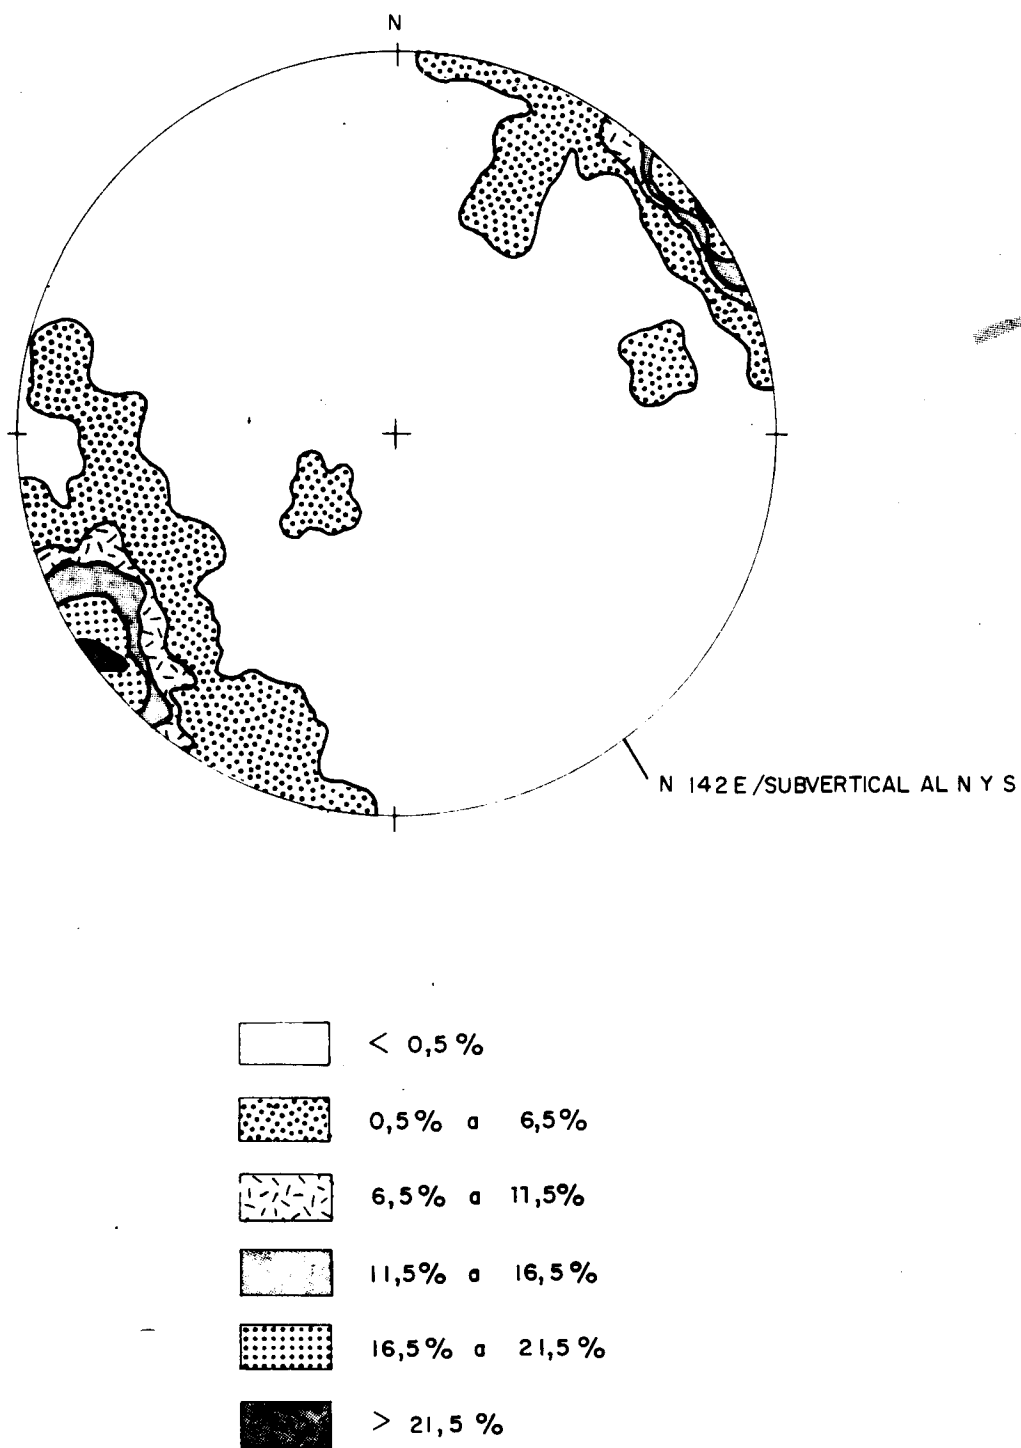 N
N 142 E / SUBVERTICAL AL N Y S
< 0,5 %
0,5% a 6,5%
6,5% a 11,5%
11,5% a 16,5%
16,5% a 21,5%
> 21,5 %